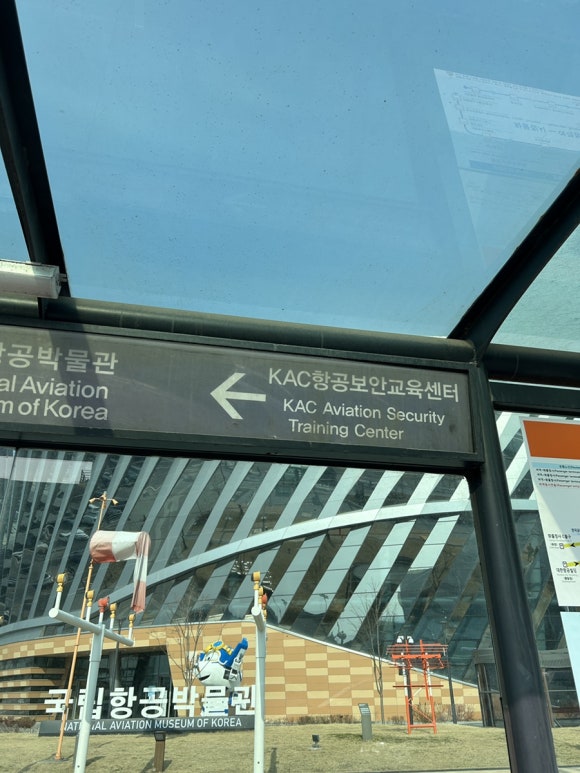 항공박물관
al Aviation
m of Korea
KAC항공보안교육센터
KAC Aviation Security
Training Center
국립항공박물관
NATIONAL AVIATION MUSEUM OF KOREA